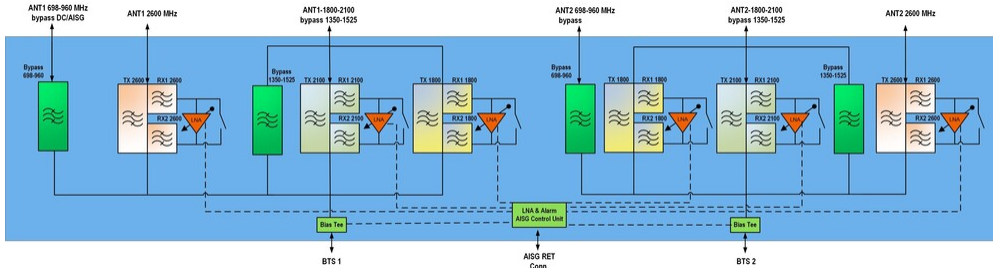 ANT1 698-960 MHz
bypass DC/AISG
ANT1 2600 MHz
ANT1-1800-2100
bypass 1350-1525
ANT2 698-960 MHz
bypass
ANT2-1800-2100
bypass 1350-1525
ANT2 2600 MHz
Bypass
698-960
TX 2600 RX1 2600
RX2 2600
LNA
Bypass
1350-1525
TX 2100 RX1 2100
RX2 2100
LNA
TX 1800 RX1 1800
RX2 1800
LNA
Bypass
698-960
TX 1800 RX1 1800
RX2 1800
LNA
TX 2100 RX1 2100
RX2 2100
LNA
Bypass
1350-1525
TX 2600 RX1 2600
RX2 2600
LNA
Bias Tee
LNA & Alarm
AISG Control Unit
Bias Tee
BTS 1
AISG RET
Conn
BTS 2